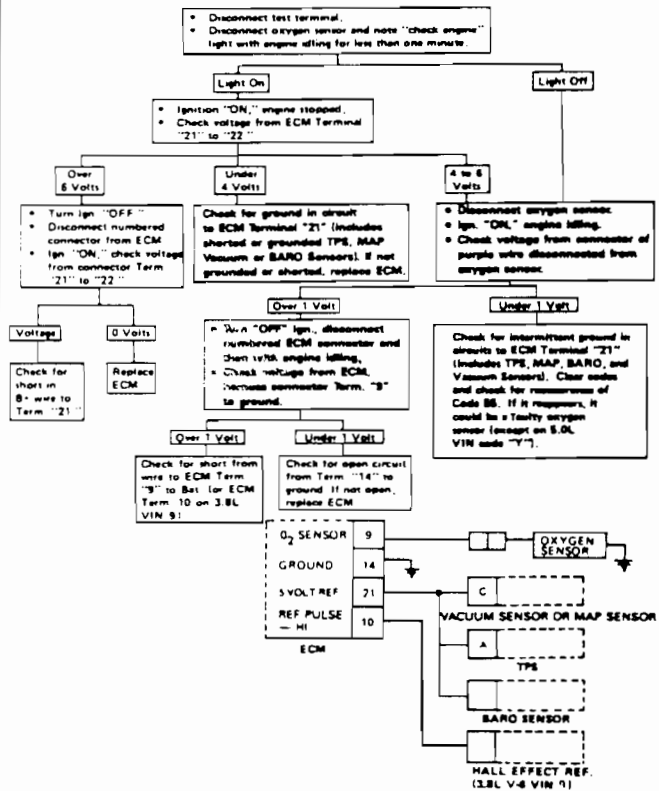 • Disconnect test terminal.
• Disconnect oxygen sensor and note "check engine"
light with engine idling for less than one minute.
Light On
Light Off
• Ignition "ON," engine stopped,
• Check voltage from ECM Terminal
"21" to "22"
Over
6 Volts
Under
4 Volts
4 to 6
Volts
• Turn Ign "OFF"
• Disconnect numbered
connector from ECM
• Ign "ON," check voltage
from connector Term
"21" to "22"
Check for ground in circuit
to ECM Terminal "21" (includes
shorted or grounded TPS, MAP
Vacuum or BARO Sensors). If not
grounded or shorted, replace ECM.
• Disconnect oxygen sensor.
• Ign. "ON," engine idling.
• Check voltage from connector of
purple wire disconnected from
oxygen sensor.
Voltage
0 Volts
Check for
short in
B+ wire to
Term "21"
Replace
ECM
Over 1 Volt
Under 1 Volt
• Turn "OFF" Ign., disconnect
numbered ECM connector and
then with engine idling,
• Check voltage from ECM,
harness connector Term. "9"
to ground.
Check for intermittent ground in
circuits to ECM Terminal "21"
(includes TPS, MAP, BARO, and
Vacuum Sensors). Clear codes
and check for
Code 55. If it reappears, it
could be a faulty oxygen
sensor (except on 5.0L
VIN code "Y").
Over 1 Volt
Under 1 Volt
Check for short from
wire to ECM Term
"9" to Bat. (or ECM
Term. 10 on 3.8L
VIN 9)
Check for open circuit
from Term "14" to
ground. If not open,
replace ECM
O2 SENSOR 9
OXYGEN
SENSOR
GROUND 14
5 VOLT REF 21
C
VACUUM SENSOR OR MAP SENSOR
REF PULSE
— HI 10
ECM
A
TPS
BARO SENSOR
HALL EFFECT REF.
(3.8L V-6 VIN 9)